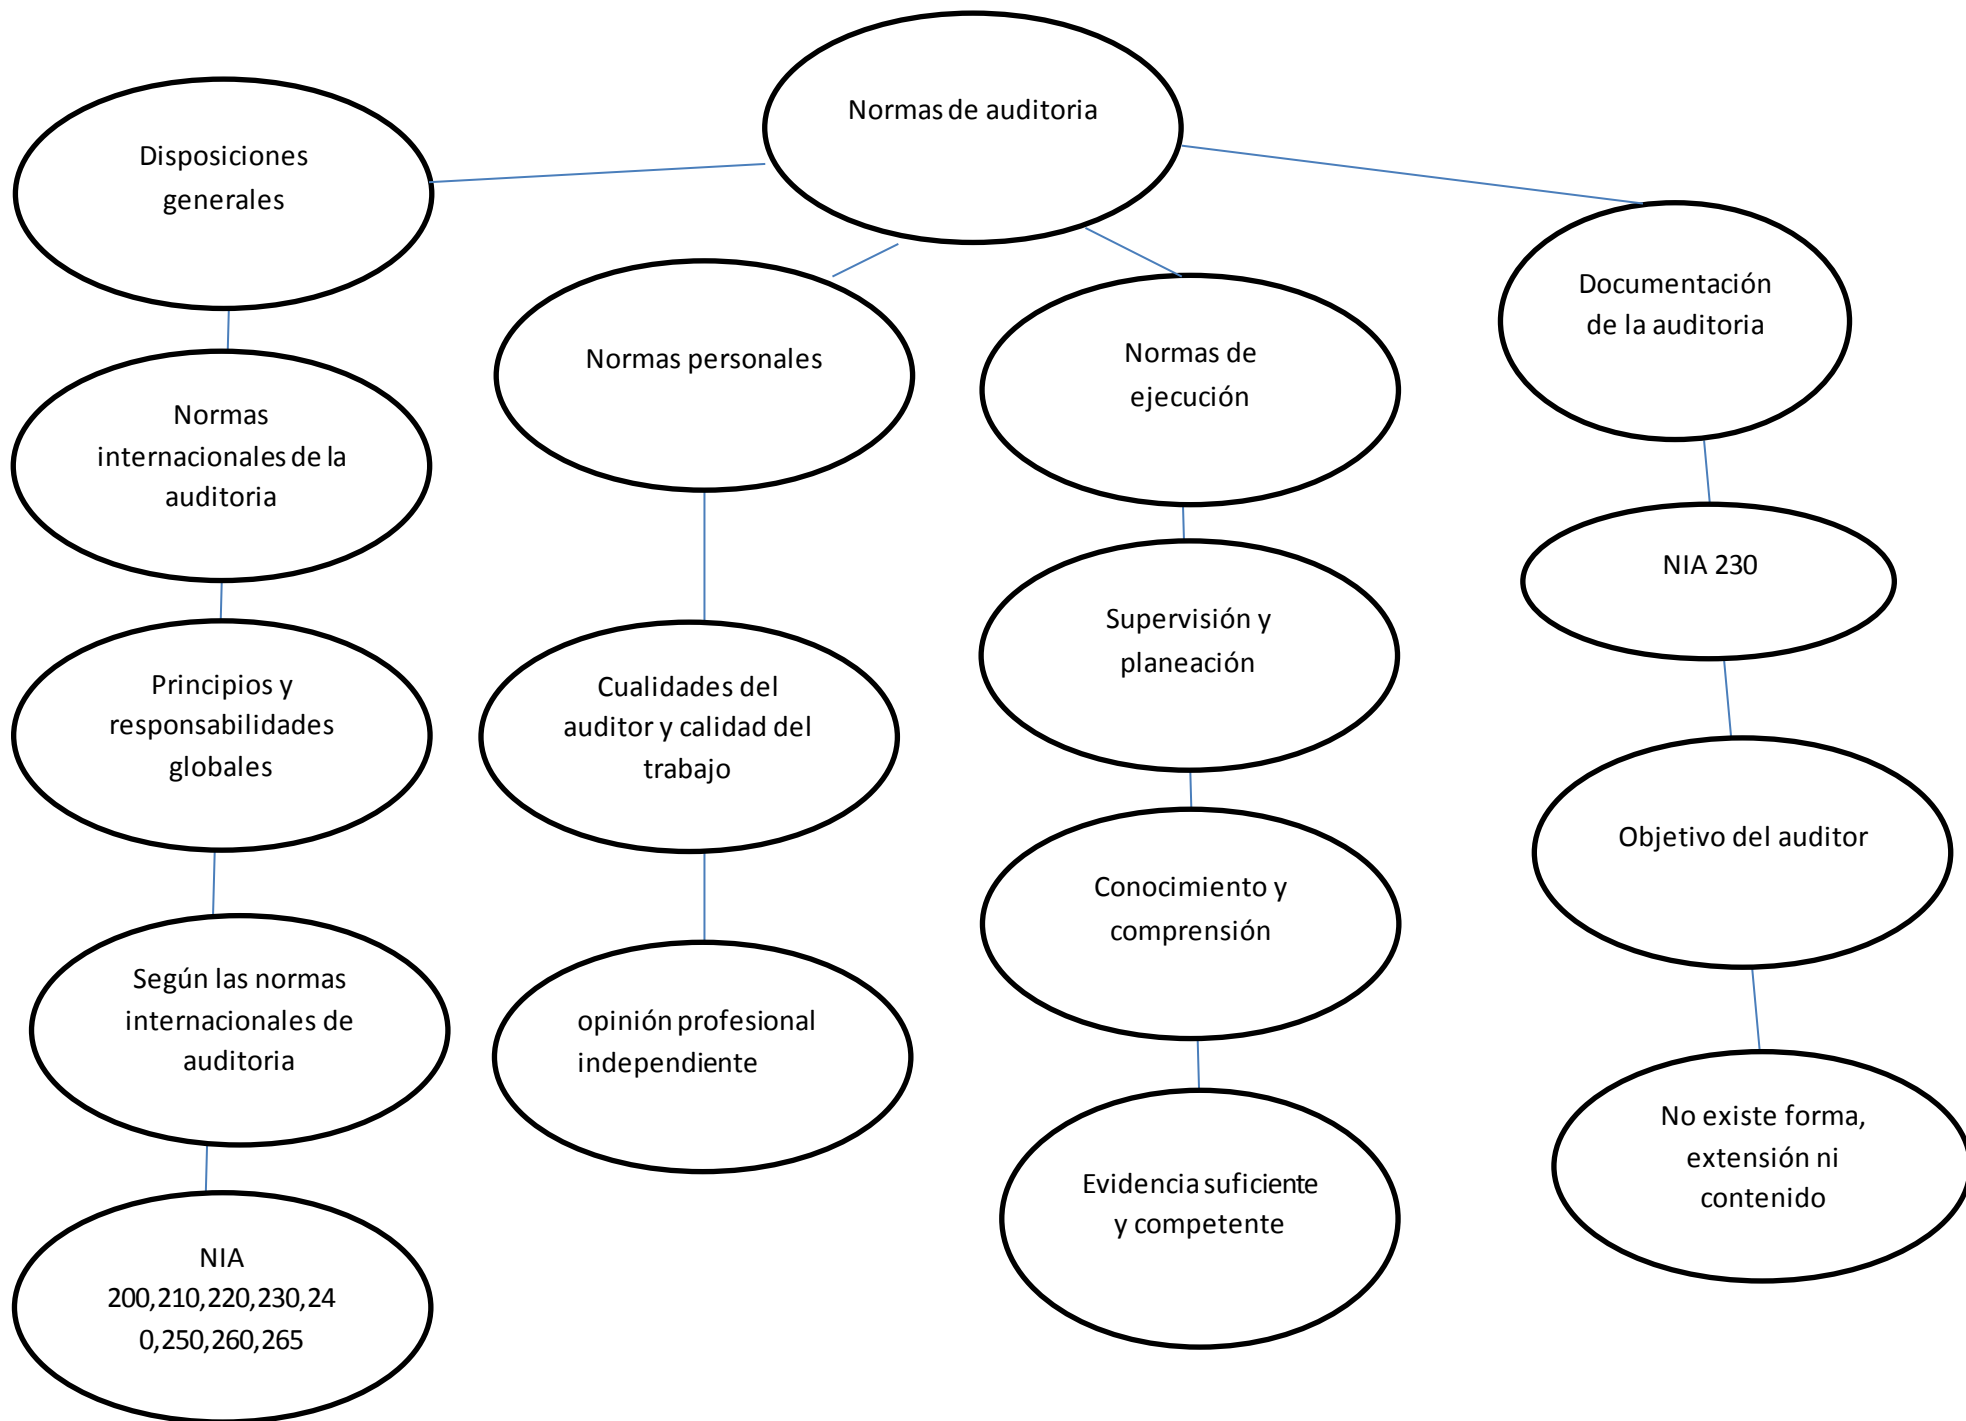 Normas de auditoria
Disposiciones
generales
Normas
internacionales de la
auditoria
Principios y
responsabilidades
globales
Según las normas
internacionales de
auditoria
NIA
200,210,220,230,24
0,250,260,265
Normas personales
Cualidades del
auditor y calidad del
trabajo
opinión profesional
independiente
Normas de
ejecución
Supervisión y
planeación
Conocimiento y
comprensión
Evidencia suficiente
y competente
Documentación
de la auditoria
NIA 230
Objetivo del auditor
No existe forma,
extensión ni
contenido